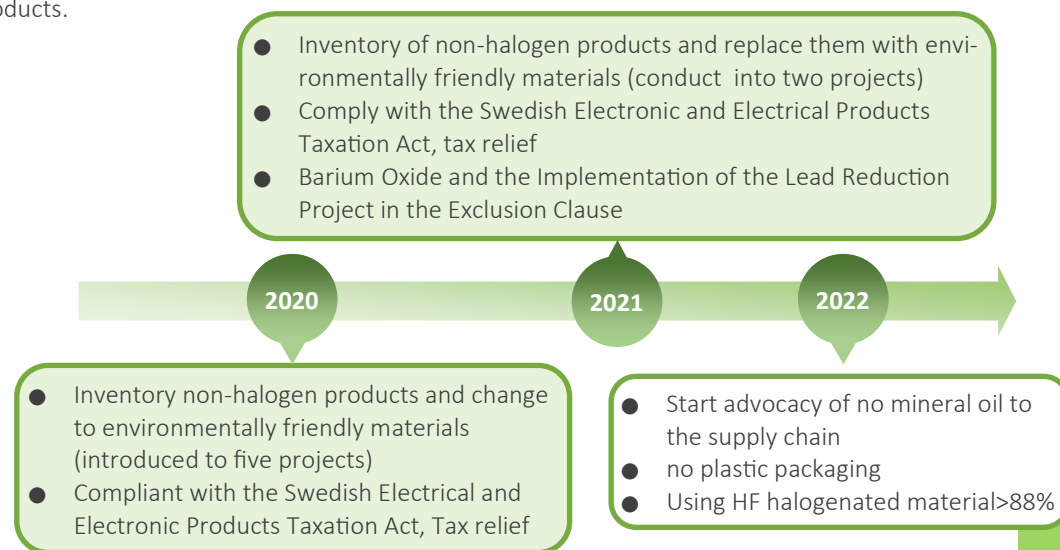 oducts.
● Inventory of non-halogen products and replace them with envi-
ronmentally friendly materials (conduct into two projects)
● Comply with the Swedish Electronic and Electrical Products
Taxation Act, tax relief
● Barium Oxide and the Implementation of the Lead Reduction
Project in the Exclusion Clause
2020
2021
2022
● Inventory non-halogen products and change
to environmentally friendly materials
(introduced to five projects)
● Compliant with the Swedish Electrical and
Electronic Products Taxation Act, Tax relief
● Start advocacy of no mineral oil to
the supply chain
● no plastic packaging
● Using HF halogenated material>88%